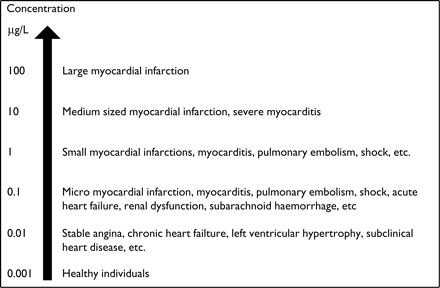 Concentration
µg/L
100 Large myocardial infarction
10 Medium sized myocardial infarction, severe myocarditis
1 Small myocardial infarctions, myocarditis, pulmonary embolism, shock, etc.
0.1 Micro myocardial infarction, myocarditis, pulmonary embolism, shock, acute
heart failure, renal dysfunction, subarachnoid haemorrhage, etc
0.01 Stable angina, chronic heart failture, left ventricular hypertrophy, subclinical
heart disease, etc.
0.001 Healthy individuals